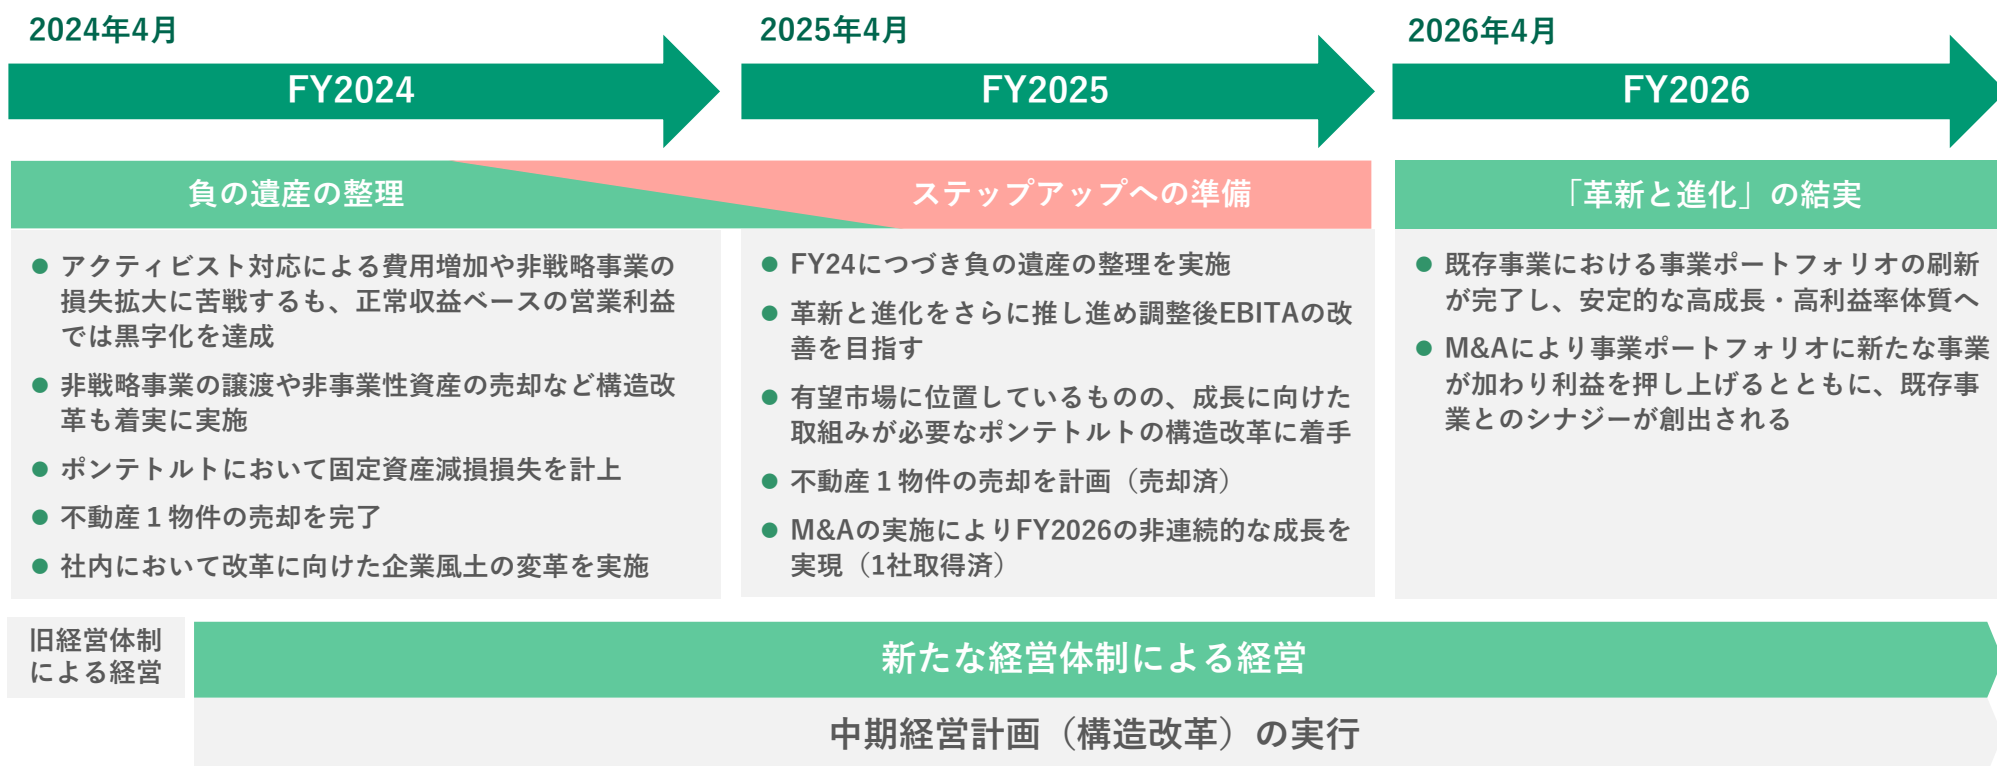 2024年4月
FY2024
2025年4月
FY2025
2026年4月
FY2026
負の遺産の整理
ステップアップへの準備
「革新と進化」の結実
● アクティビスト対応による費用増加や非戦略事業の
損失拡大に苦戦するも、正常収益ベースの営業利益
では黒字化を達成
● 非戦略事業の譲渡や非事業性資産の売却など構造改
革も着実に実施
● ポンテトルトにおいて固定資産減損損失を計上
● 不動産１物件の売却を完了
● 社内において改革に向けた企業風土の変革を実施
● FY24につづき負の遺産の整理を実施
● 革新と進化をさらに推し進め調整後EBITAの改
善を目指す
● 有望市場に位置しているものの、成長に向けた
取組みが必要なポンテトルトの構造改革に着手
● 不動産１物件の売却を計画（売却済）
● M&Aの実施によりFY2026の非連続的な成長を
実現（1社取得済）
● 既存事業における事業ポートフォリオの刷新
が完了し、安定的な高成長・高利益率体質へ
● M&Aにより事業ポートフォリオに新たな事業
が加わり利益を押し上げるとともに、既存事
業とのシナジーが創出される
旧経営体制
による経営
新たな経営体制による経営
中期経営計画（構造改革）の実行